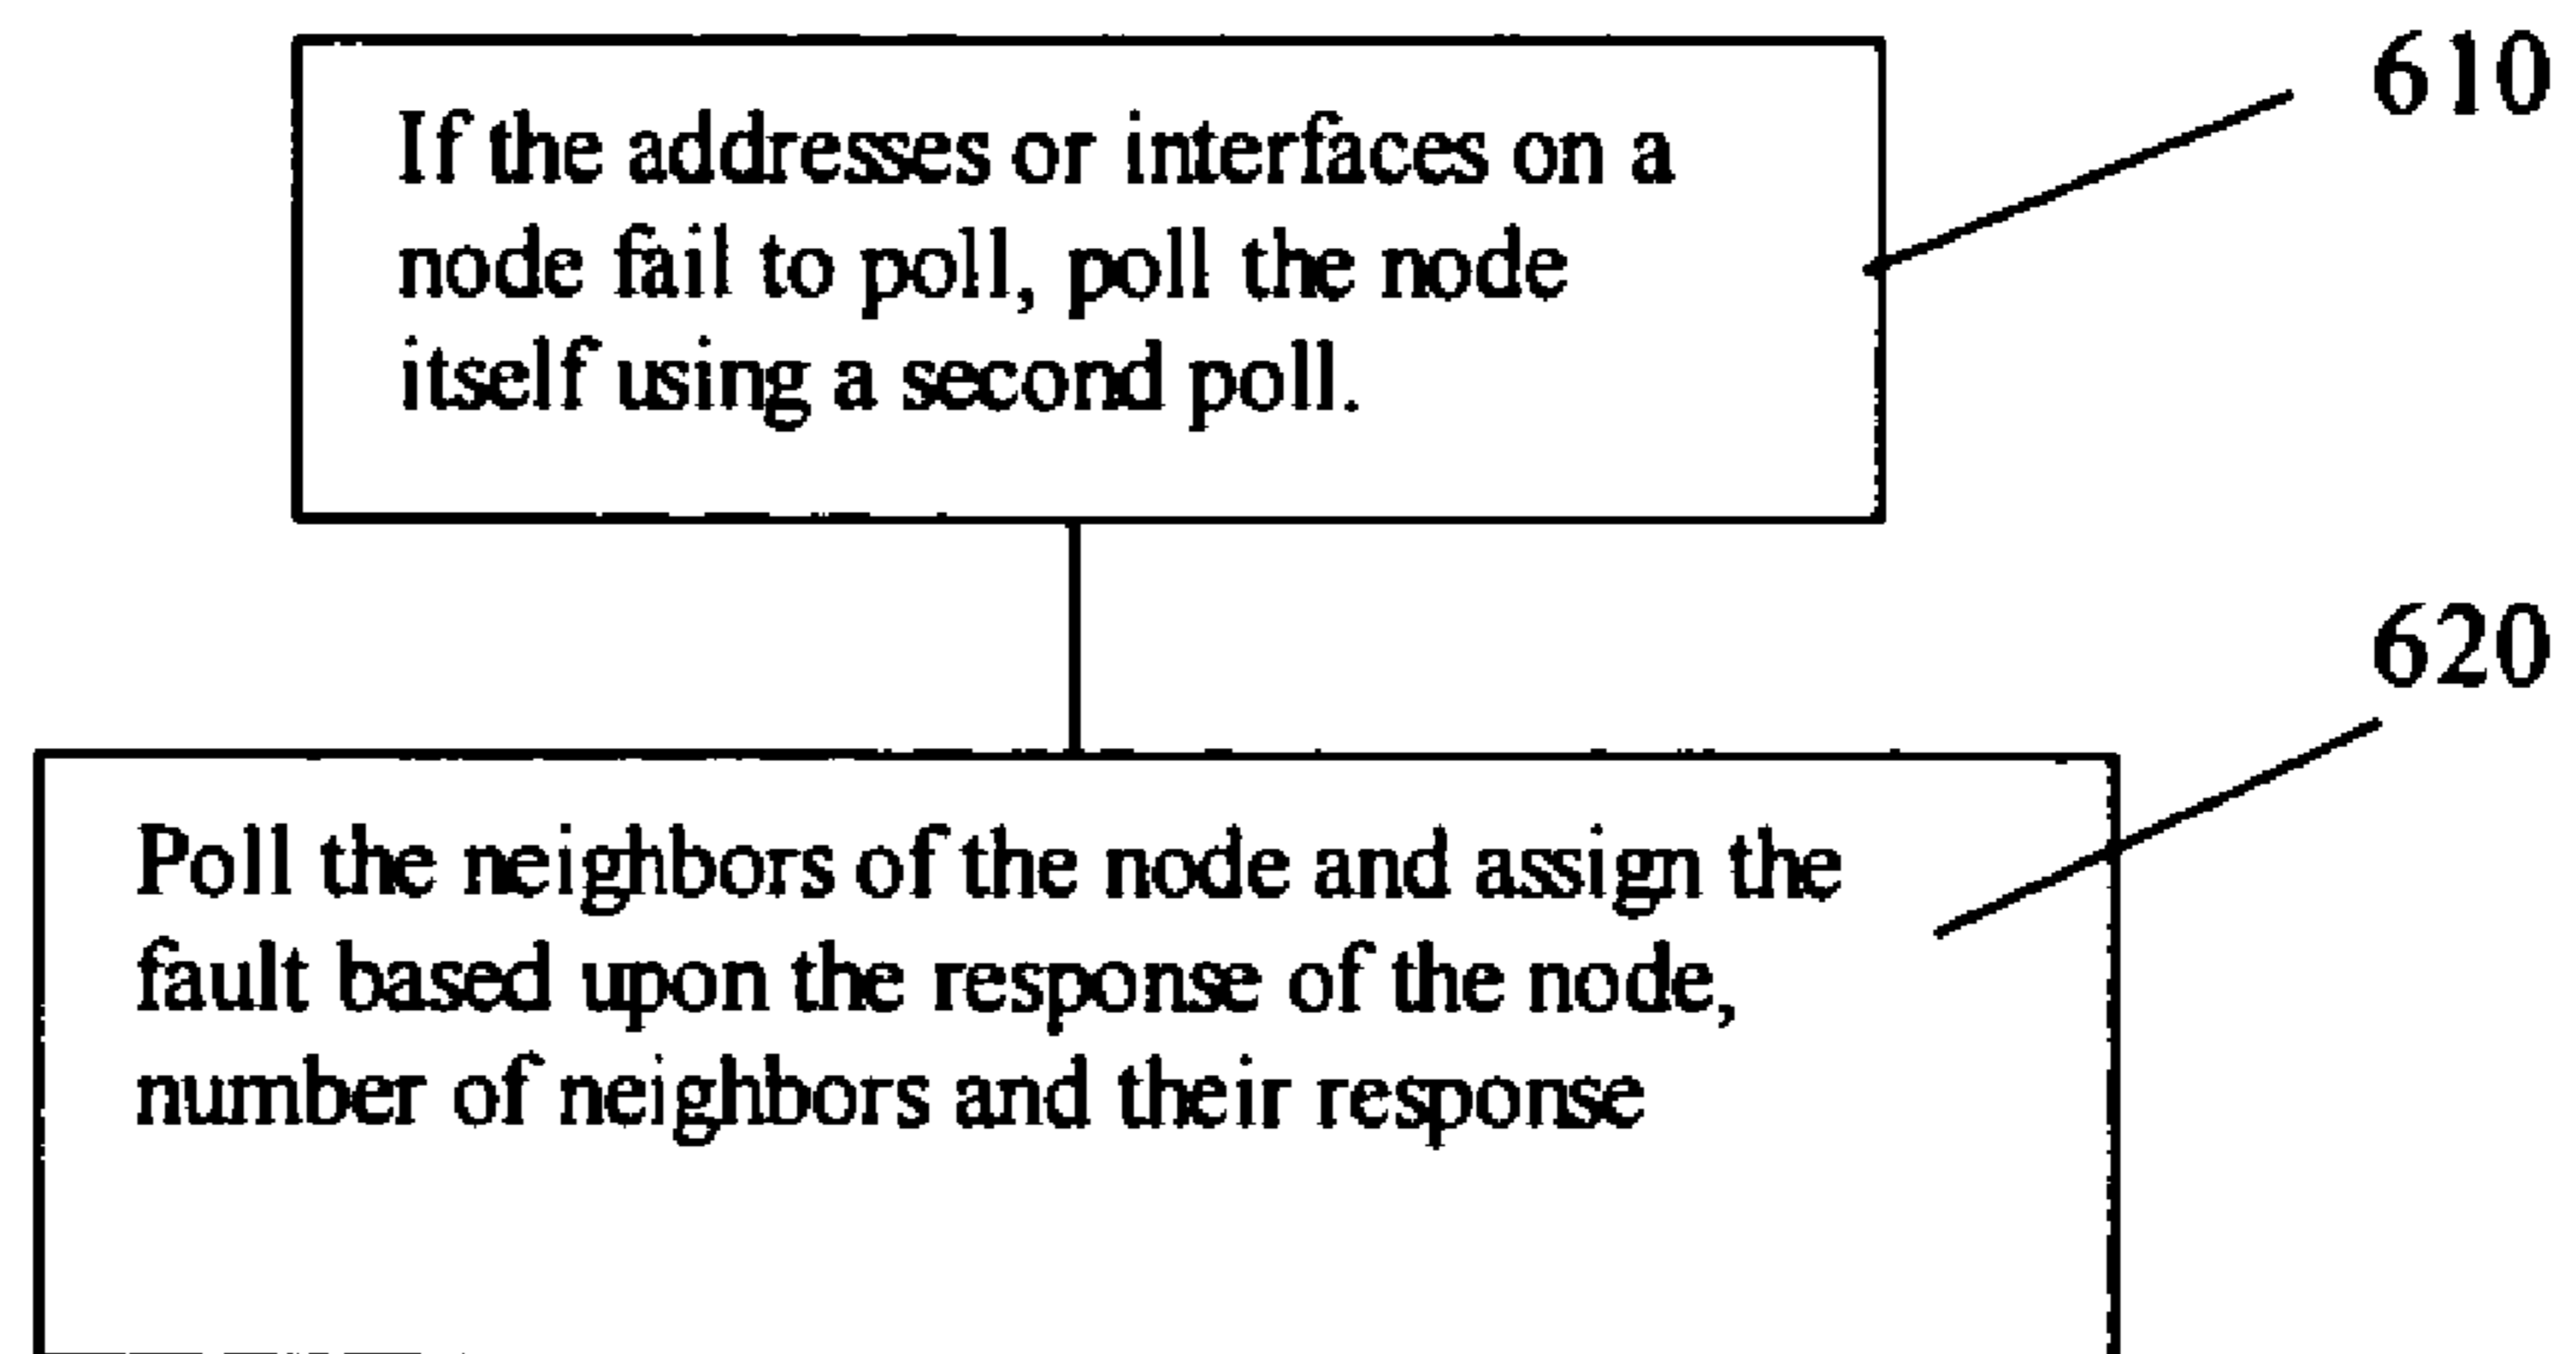 610
If the addresses or interfaces on a
node fail to poll, poll the node
itself using a second poll.
620
Poll the neighbors of the node and assign the
fault based upon the response of the node,
number of neighbors and their response